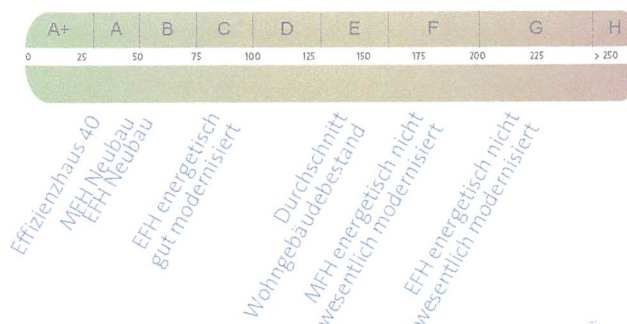 A+ A B C D E F G H
0 25 50 75 100 125 150 175 200 225 > 250
Effizienzhaus 40
MFH Neubau
EFH Neubau
EFH energetisch
gut modernisiert
Durchschnitt
Wohngebäudebestand
MFH energetisch nicht
wesentlich modernisiert
EFH energetisch nicht
wesentlich modernisiert